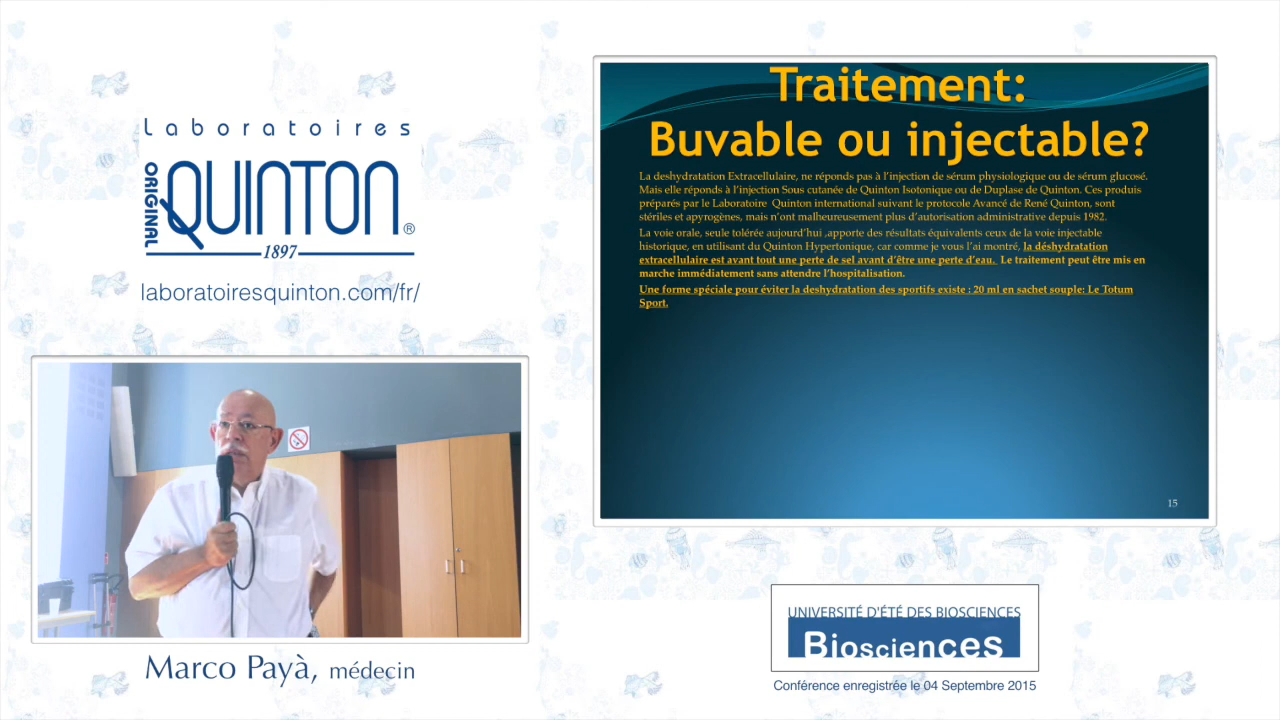 Laboratoires
ORIGINAL
QUINTON®
1897
laboratoiresquinton.com/fr/
Marco Payà, médecin
Traitement:
Buvable ou injectable?
La deshydratation Extracellulaire, ne réponds pas à l'injection de sérum physiologique ou de sérum glucosé.
Mais elle réponds à l'injection Sous cutanée de Quinton Isotonique ou de Duplase de Quinton. Ces produis
préparés par le Laboratoire Quinton international suivant le protocole Avancé de René Quinton, sont
stériles et apyrogènes, mais n'ont malheureusement plus d'autorisation administrative depuis 1982.
La voie orale, seule tolérée aujourd'hui ,apporte des résultats équivalents ceux de la voie injectable
historique, en utilisant du Quinton Hypertonique, car comme je vous l'ai montré, la déshydratation
extracellulaire est avant tout une perte de sel avant d'être une perte d'eau. Le traitement peut être mis en
marche immédiatement sans attendre l'hospitalisation.
Une forme spéciale pour éviter la deshydratation des sportifs existe : 20 ml en sachet souple: Le Totum
Sport.
15
UNIVERSITÉ D'ÉTÉ DES BIOSCIENCES
Biosciences
Conférence enregistrée le 04 Septembre 2015